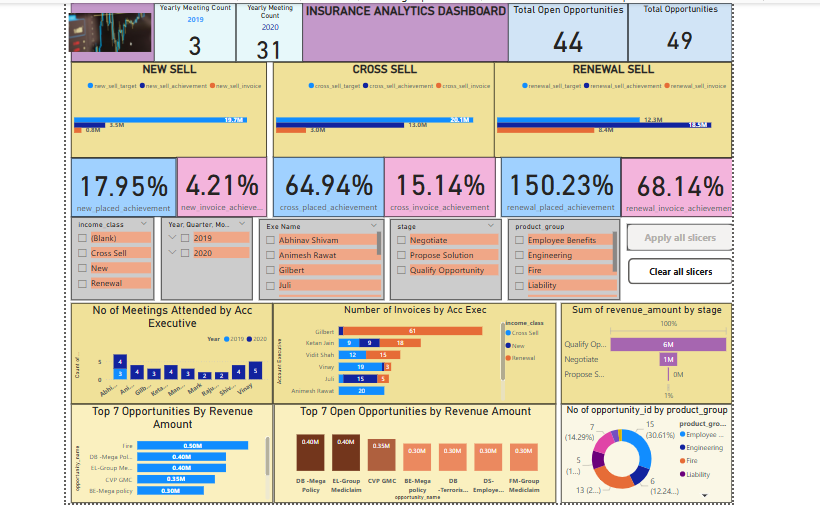 Yearly Meeting Count
2019
3
Yearly Meeting
Count
2020
31
INSURANCE ANALYTICS DASHBOARD
Total Open Opportunities
44
Total Opportunities
49
NEW SELL
new_sell_target new_sell_achievement new_sell_invoice
19.7M
3.5M
0.8M
CROSS SELL
cross_sell_target cross_sell_achievement cross_sell_invoice
20.1M
13.0M
3.0M
RENEWAL SELL
renewal_sell_target renewal_sell_achievement renewal_sell_invoice
12.3M
18.5M
8.4M
17.95%
new_placed_achievement
4.21%
new_invoice_achieve...
64.94%
cross_placed_achievement
15.14%
cross_invoice_achievement
150.23%
renewal_placed_achievement
68.14%
renewal_invoice_achievemen
income_class
(Blank)
Cross Sell
New
Renewal
Year, Quarter, Mo...
2019
2020
Exe Name
Abhinav Shivam
Animesh Rawat
Gilbert
Juli
stage
Negotiate
Propose Solution
Qualify Opportunity
product_group
Employee Benefits
Engineering
Fire
Liability
Apply all slicers
Clear all slicers
No of Meetings Attended by Acc
Executive
Year 2019 2020
Count of
5
0
4
3
4
3
3
4
3
2
2
4
5
Abhi... Ani... Gilb... Keta... Man... Mark Raju... Shiv... Vinay
Number of Invoices by Acc Exec
income_class
Cross Sell
New
Renewal
Account Executive
Gilbert 61
Ketan Jain 9 9 18
Vidit Shah 12 15
Vinay 19 3
Juli 15 5
Animesh Rawat 20
Sum of revenue_amount by stage
100%
Qualify Op... 6M
Negotiate 1M
Propose S... 0M
1%
Top 7 Opportunities By Revenue
Amount
opportunity_name
Fire 0.50M
DB -Mega Pol... 0.40M
EL-Group Me... 0.40M
CVP GMC 0.35M
BE-Mega policy 0.30M
Top 7 Open Opportunities by Revenue Amount
0.40M 0.40M 0.35M 0.30M 0.30M 0.30M 0.30M
DB -Mega
Policy
EL-Group
Mediclaim
CVP GMC
BE-Mega
policy
DB
-Terroris...
DS-
Employe...
FM-Group
Mediclaim
opportunity_name
No of opportunity_id by product_group
product_gro...
Employee ...
Engineering
Fire
Liability
15
(30.61%)
6
(12.24...)
13 (2...)
5
(1...)
7
(14.29%)